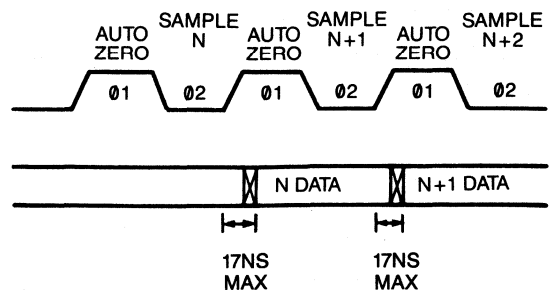 AUTO ZERO
SAMPLE N
AUTO ZERO
SAMPLE N+1
AUTO ZERO
SAMPLE N+2
Ø1
Ø2
Ø1
Ø2
Ø1
Ø2
N DATA
N+1 DATA
17NS MAX
17NS MAX